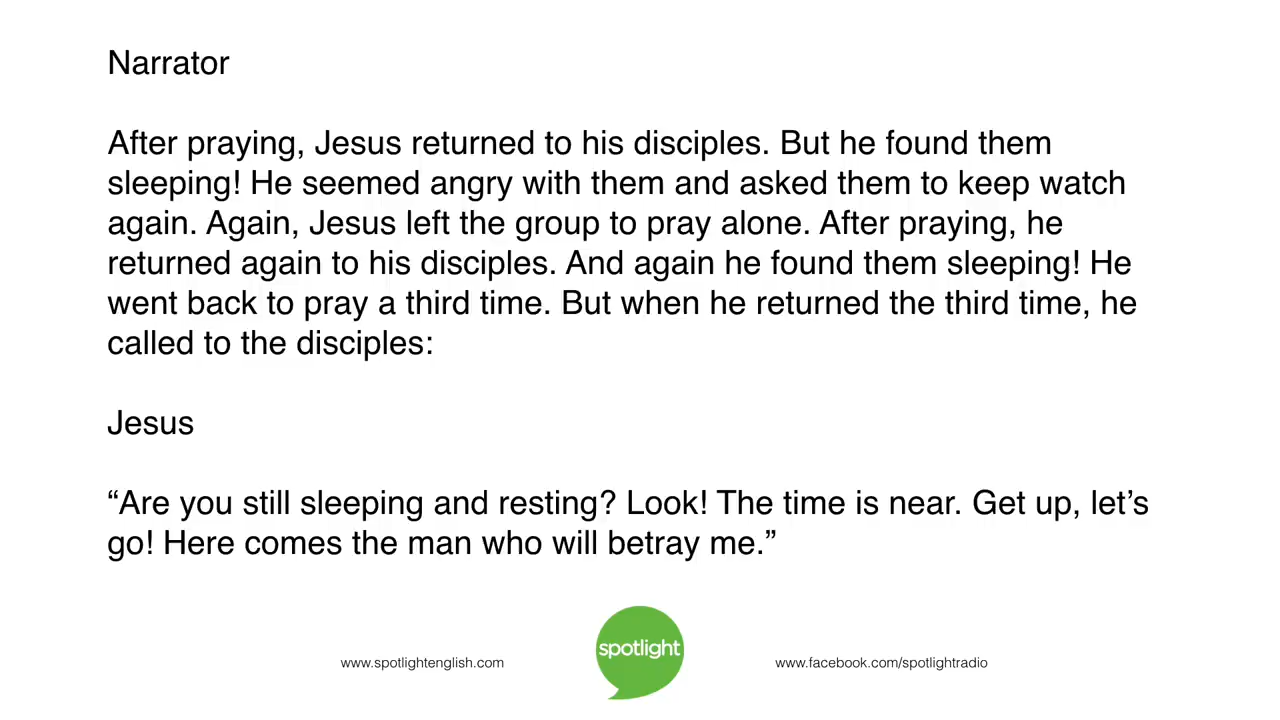 Narrator
After praying, Jesus returned to his disciples. But he found them
sleeping! He seemed angry with them and asked them to keep watch
again. Again, Jesus left the group to pray alone. After praying, he
returned again to his disciples. And again he found them sleeping! He
went back to pray a third time. But when he returned the third time, he
called to the disciples:
Jesus
“Are you still sleeping and resting? Look! The time is near. Get up, let’s
go! Here comes the man who will betray me.”
www.spotlightenglish.com
spotlight
www.facebook.com/spotlightradio